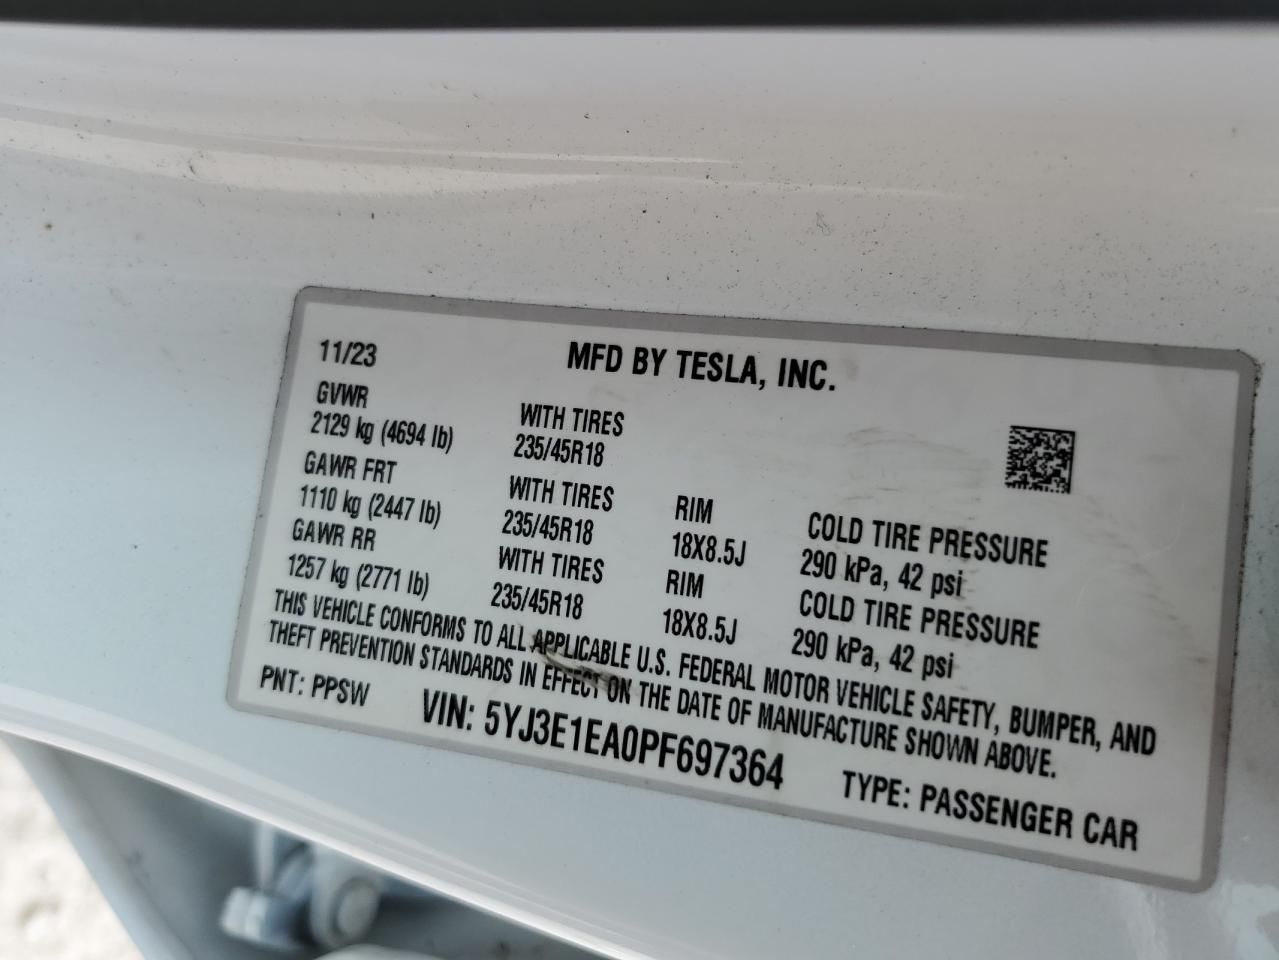 11/23 MFD BY TESLA, INC.
GVWR WITH TIRES
2129 kg (4694 lb) 235/45R18
GAWR FRT WITH TIRES RIM COLD TIRE PRESSURE
1110 kg (2447 lb) 235/45R18 18X8.5J 290 kPa, 42 psi
GAWR RR WITH TIRES RIM COLD TIRE PRESSURE
1257 kg (2771 lb) 235/45R18 18X8.5J 290 kPa, 42 psi
THIS VEHICLE CONFORMS TO ALL APPLICABLE U.S. FEDERAL MOTOR VEHICLE SAFETY, BUMPER, AND
THEFT PREVENTION STANDARDS IN EFFECT ON THE DATE OF MANUFACTURE SHOWN ABOVE.
PNT: PPSW VIN: 5YJ3E1EA0PF697364 TYPE: PASSENGER CAR